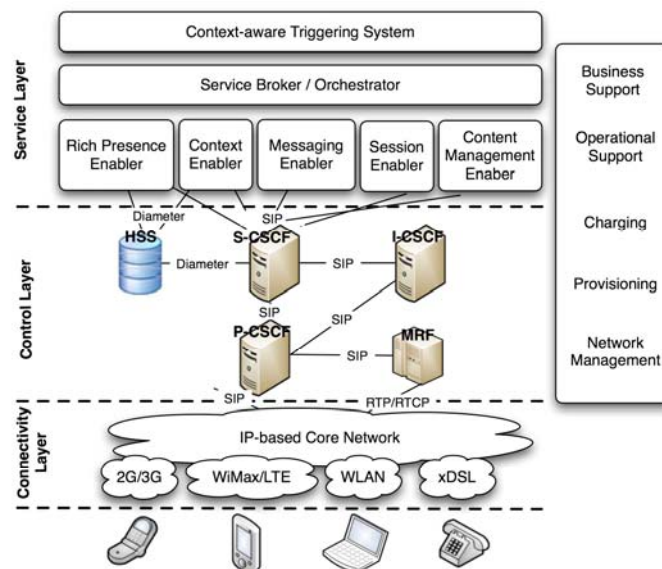 Context-aware Triggering System
Service Broker / Orchestrator
Service Layer
Rich Presence
Enabler
Context
Enabler
Messaging
Enabler
Session
Enabler
Content
Management
Enaber
Business
Support
Operational
Support
Charging
Provisioning
Network
Management
Control Layer
Diameter
SIP
HSS
S-CSCF
I-CSCF
Diameter
SIP
SIP
SIP
P-CSCF
MRF
SIP
SIP
RTP/RTCP
Connectivity
Layer
IP-based Core Network
2G/3G
WiMax/LTE
WLAN
xDSL